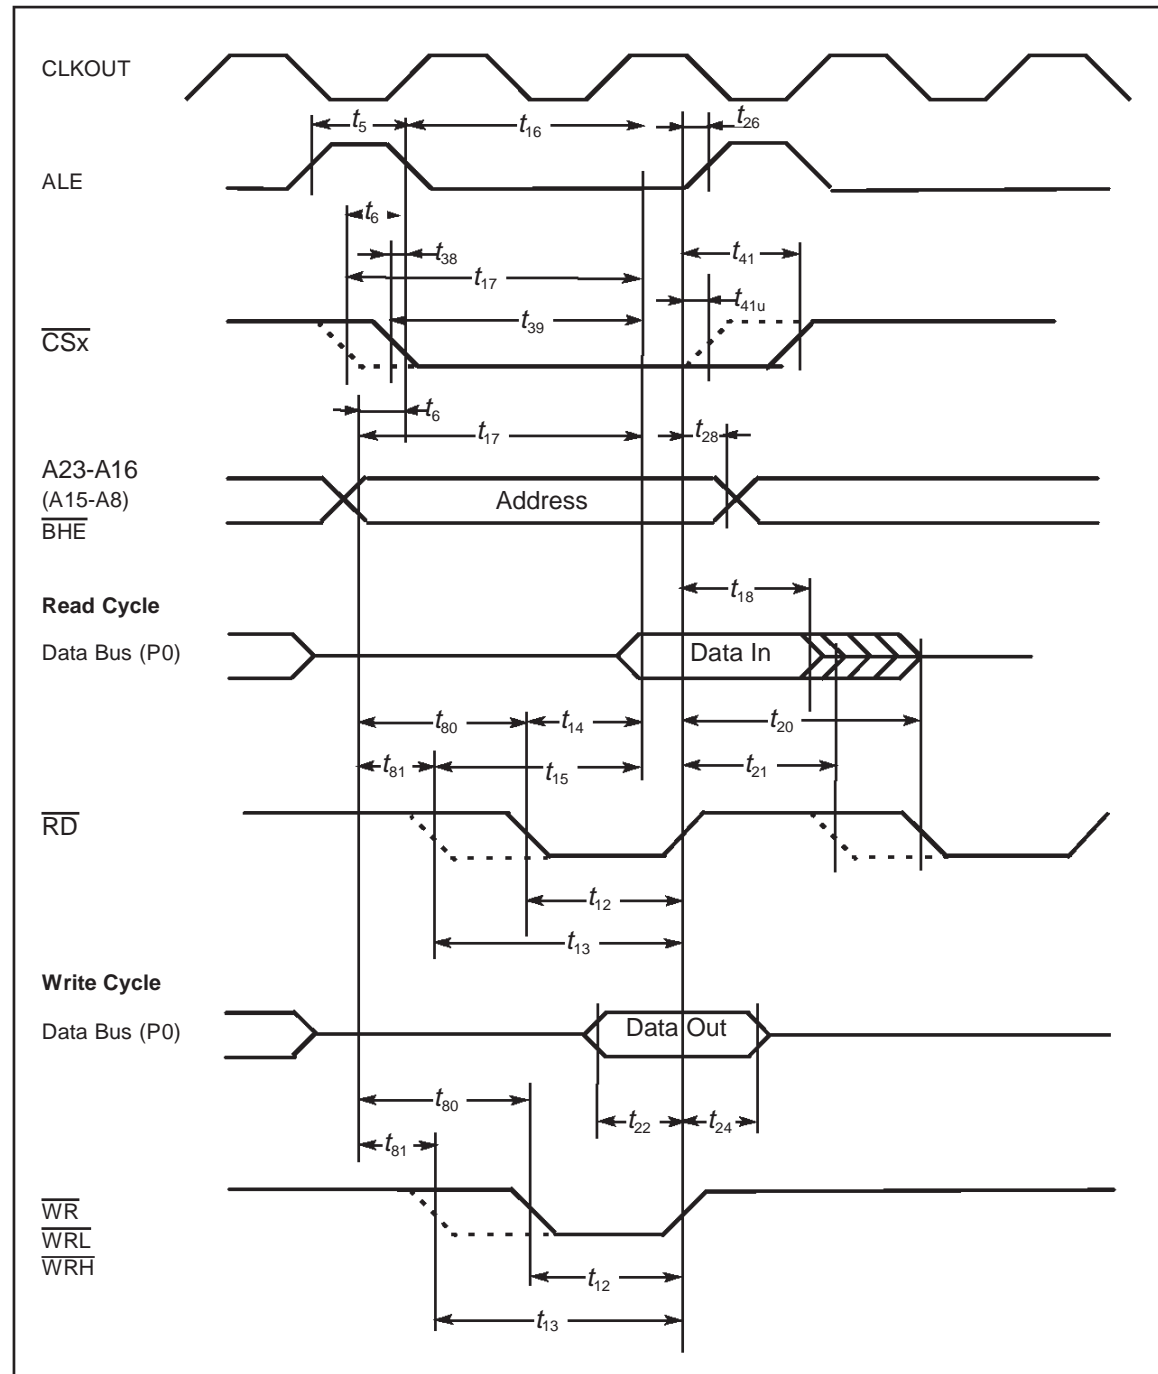 CLKOUT
t5
t16
t26
ALE
t6
t38
t41
t17
t41u
t39
CSx
t6
t17
t28
A23-A16
(A15-A8)
Address
BHE
t18
Read Cycle
Data Bus (P0)
Data In
t80
t14
t20
t81
t15
t21
RD
t12
t13
Write Cycle
Data Bus (P0)
Data Out
t80
t22
t24
t81
WR
WRL
WRH
t12
t13